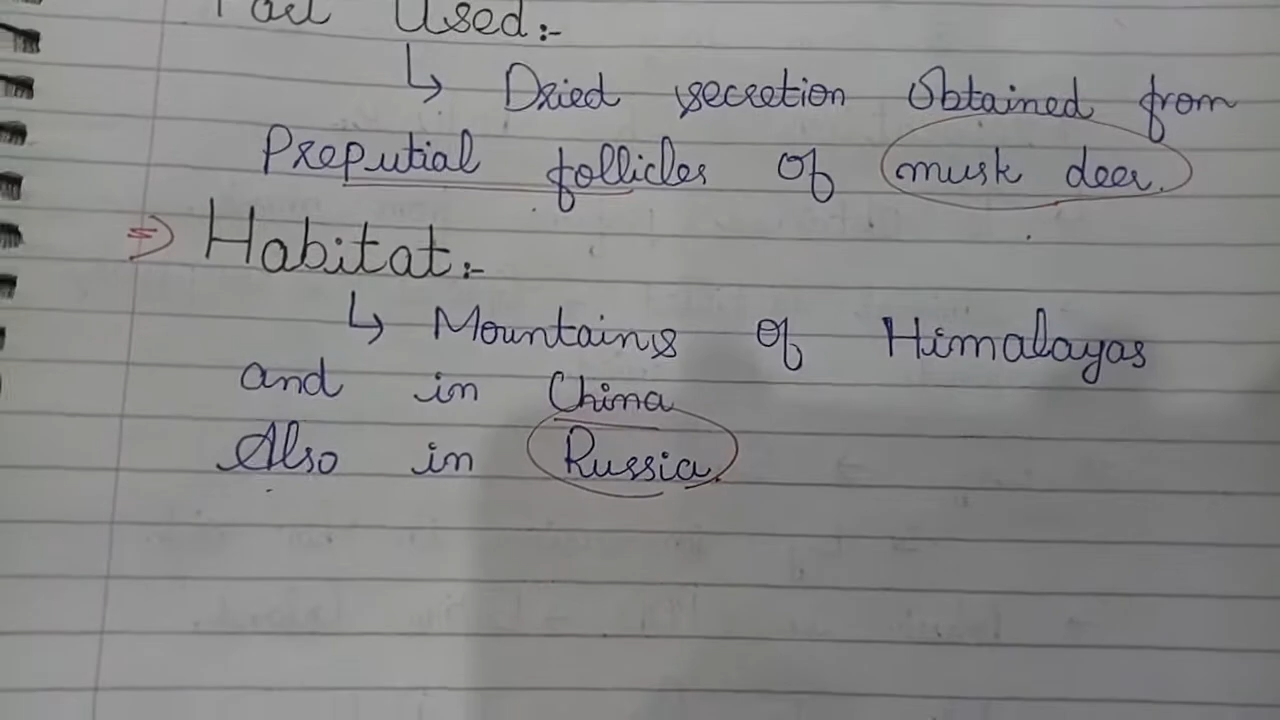 Part Used:-
↳ Dried secretion Obtained from
Preputial follicles of musk deer.
⇒ Habitat:-
↳ Mountains of Himalayas
and in China
Also in Russia.